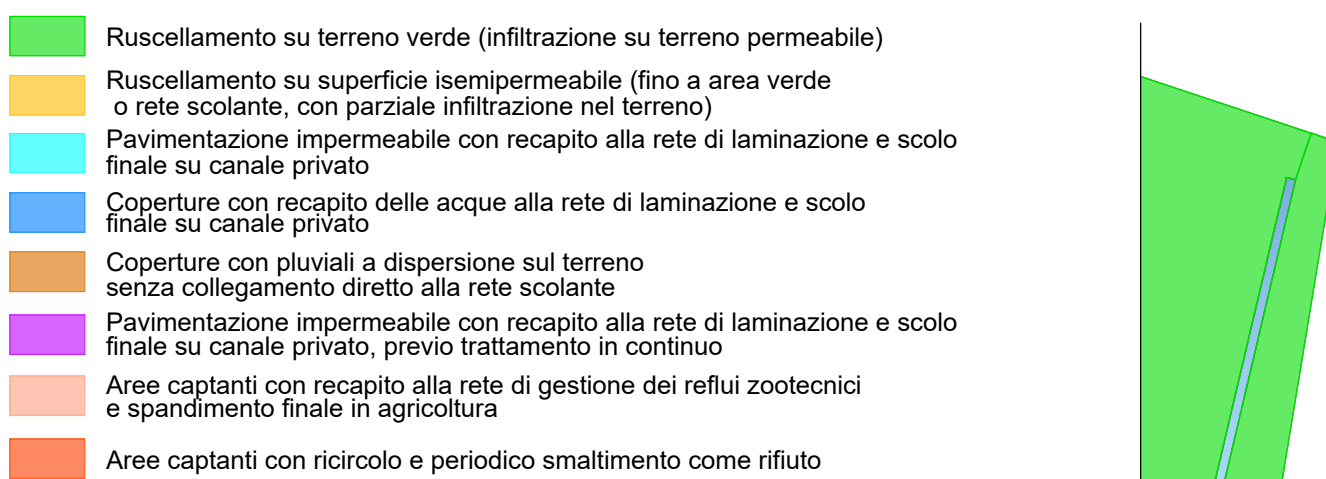 Ruscellamento su terreno verde (infiltrazione su terreno permeabile)
Ruscellamento su superficie isemipermeabile (fino a area verde
o rete scolante, con parziale infiltrazione nel terreno)
Pavimentazione impermeabile con recapito alla rete di laminazione e scolo
finale su canale privato
Coperture con recapito delle acque alla rete di laminazione e scolo
finale su canale privato
Coperture con pluviali a dispersione sul terreno
senza collegamento diretto alla rete scolante
Pavimentazione impermeabile con recapito alla rete di laminazione e scolo
finale su canale privato, previo trattamento in continuo
Aree captanti con recapito alla rete di gestione dei reflui zootecnici
e spandimento finale in agricoltura
Aree captanti con ricircolo e periodico smaltimento come rifiuto